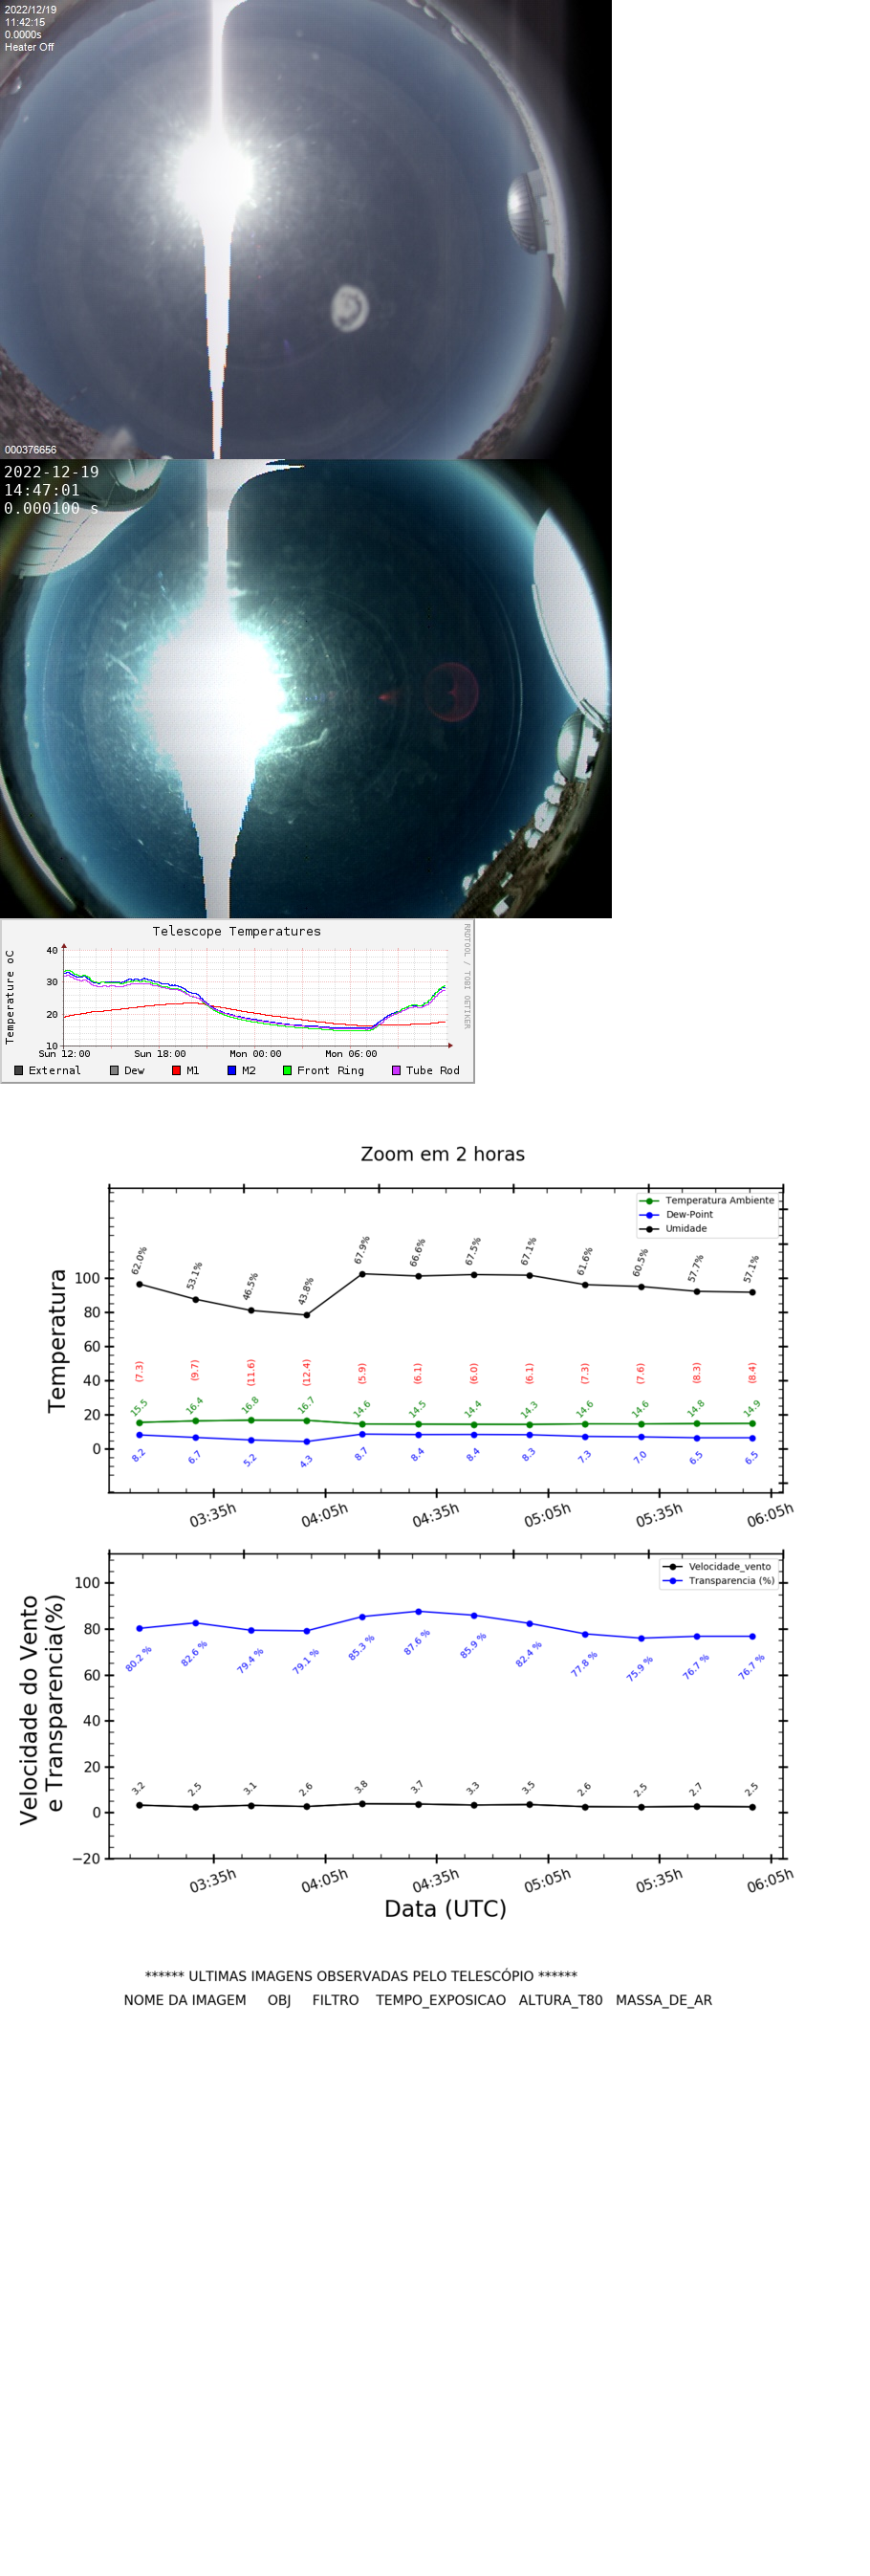 2022/12/19
11:42:15
0.0000s
Heater Off
000376656
2022-12-19
14:47:01
0.000100 s
Telescope Temperatures
RRDTOOL / TOBI OETIKER
Temperature oC
40
30
20
10
Sun 12:00 Sun 18:00 Mon 00:00 Mon 06:00
External Dew M1 M2 Front Ring Tube Rod
Zoom em 2 horas
Temperatura Ambiente
Dew-Point
Umidade
Temperatura
100
80
60
40
20
0
62.0% 53.1% 46.5% 43.8% 67.9% 66.6% 67.5% 67.1% 61.6% 60.5% 57.7% 57.1%
(7.3) (9.7) (11.6) (12.4) (5.9) (6.1) (6.0) (6.1) (7.3) (7.6) (8.3) (8.4)
15.5 16.4 16.8 16.7 14.6 14.5 14.4 14.3 14.6 14.6 14.8 14.9
8.2 6.7 5.2 4.3 8.7 8.4 8.4 8.3 7.3 7.0 6.5 6.5
03:35h 04:05h 04:35h 05:05h 05:35h 06:05h
Velocidade_vento
Transparencia (%)
Velocidade do Vento
e Transparencia(%)
100
80
60
40
20
0
−20
80.2 % 82.6 % 79.4 % 79.1 % 85.3 % 87.6 % 85.9 % 82.4 % 77.8 % 75.9 % 76.7 % 76.7 %
3.2 2.5 3.1 2.6 3.8 3.7 3.3 3.5 2.6 2.5 2.7 2.5
03:35h 04:05h 04:35h 05:05h 05:35h 06:05h
Data (UTC)
****** ULTIMAS IMAGENS OBSERVADAS PELO TELESCÓPIO ******
NOME DA IMAGEM OBJ FILTRO TEMPO_EXPOSICAO ALTURA_T80 MASSA_DE_AR